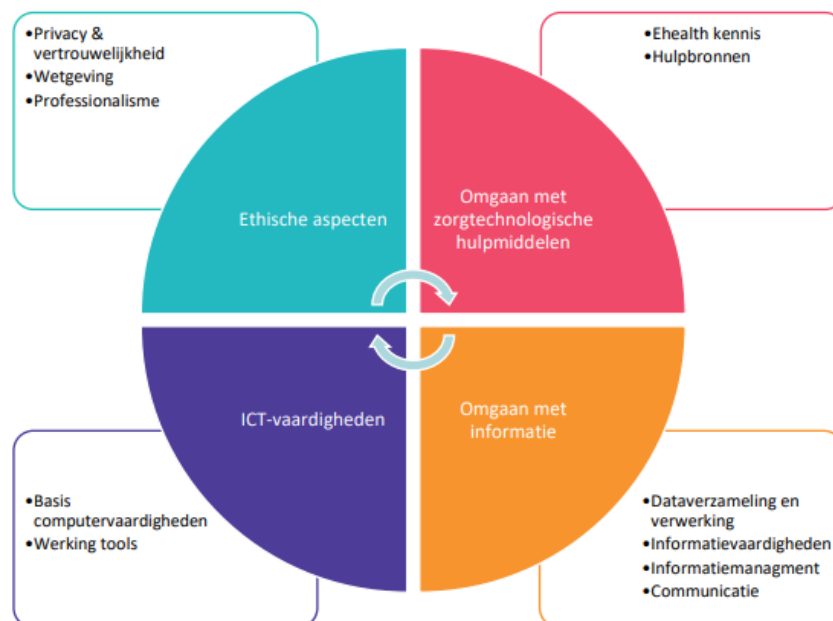 •Privacy &
vertrouwelijkheid
•Wetgeving
•Professionalisme
•Ehealth kennis
•Hulpbronnen
Ethische aspecten
Omgaan met
zorgtechnologische
hulpmiddelen
ICT-vaardigheden
Omgaan met
informatie
•Basis
computervaardigheden
•Werking tools
•Dataverzameling en
verwerking
•Informatievaardigheden
•Informatiemanagment
•Communicatie